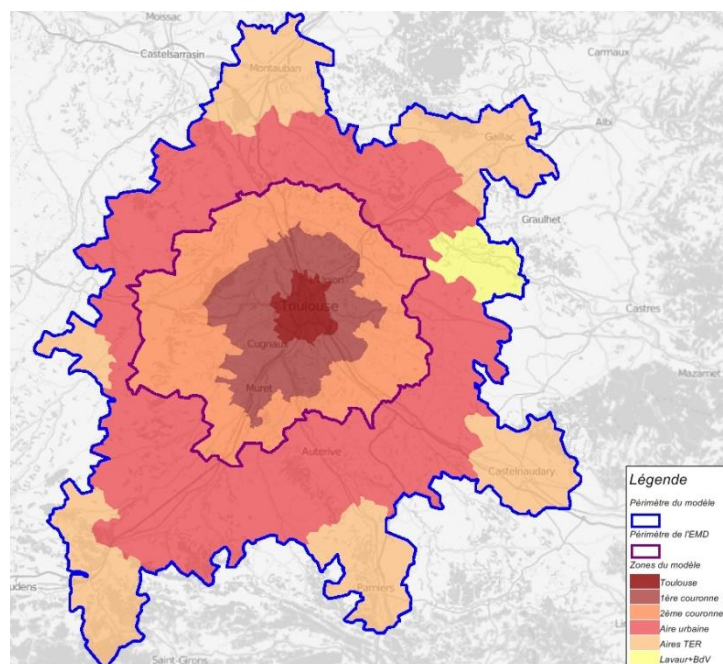 Moissac
Castelsarrasin
Carmaux
Montauban
Albi
Gaillac
Graulhet
Toulouse
Castres
Cugnaux
Mazamet
Muret
Auterive
Castelnaudary
Pamiers
Saint-Girons
Légende
Périmètre du modèle
Périmètre de l'EMD
Zones du modèle
Toulouse
1ère couronne
2ème couronne
Aire urbaine
Aires TER
Lavaur+BdV